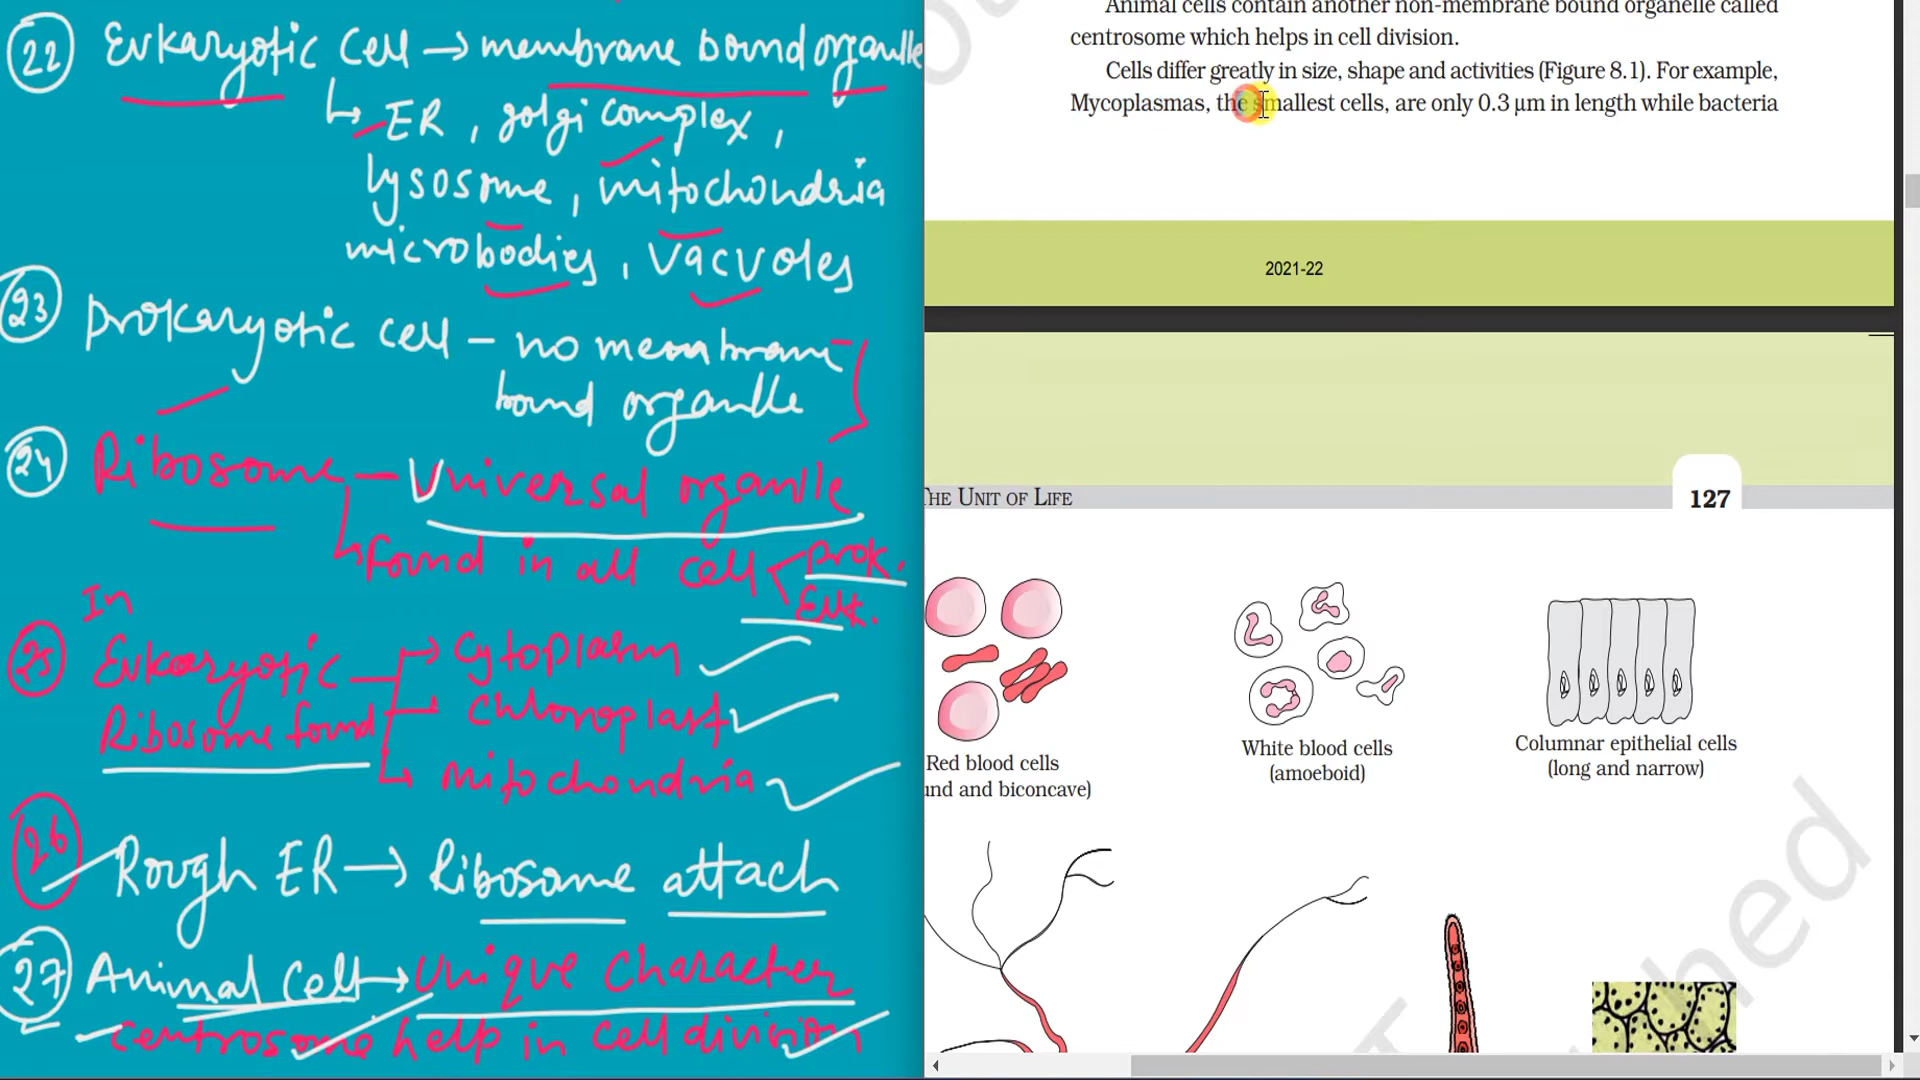 22 Eukaryotic Cell → membrane bound organlle
↳ ER, golgi complex,
lysosome, mitochondria
microbodies, vacuoles
23 Prokaryotic cell - no membrane
bound organlle
24 Ribosome - Universal organlle
↳ found in all cell < Prok.
Euk.
In
25 Eukaryotic → Cytoplasm
Ribosome found → Chloroplast
↳ Mitochondria
26 Rough ER → Ribosome attach
27 Animal Cell → Unique Character
centrosome help in cell division
Animal cells contain another non-membrane bound organelle called
centrosome which helps in cell division.
Cells differ greatly in size, shape and activities (Figure 8.1). For example,
Mycoplasmas, the smallest cells, are only 0.3 µm in length while bacteria
2021-22
THE UNIT OF LIFE
127
Red blood cells
und and biconcave)
White blood cells
(amoeboid)
Columnar epithelial cells
(long and narrow)
hed